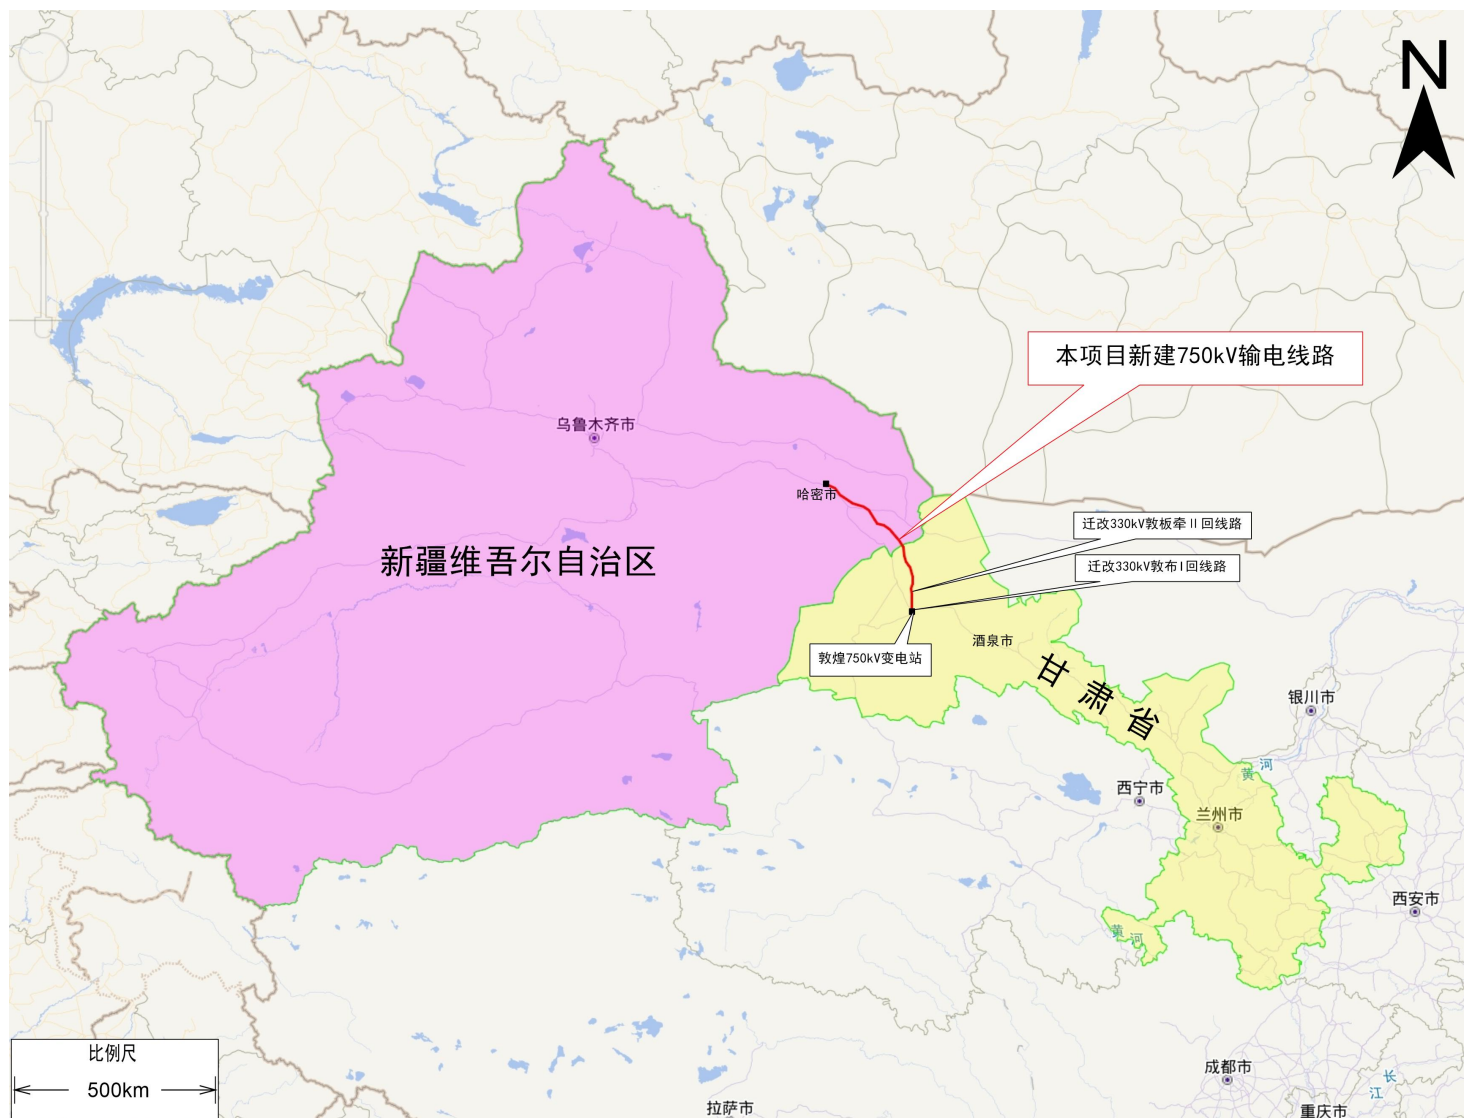 N
本项目新建750kV输电线路
乌鲁木齐市
哈密市
迁改330kV敦板牵Ⅱ回线路
新疆维吾尔自治区
迁改330kV敦布Ⅰ回线路
酒泉市
敦煌750kV变电站
甘肃省
银川市
黄河
西宁市
兰州市
西安市
黄河
比例尺
500km
成都市
长江
拉萨市
重庆市